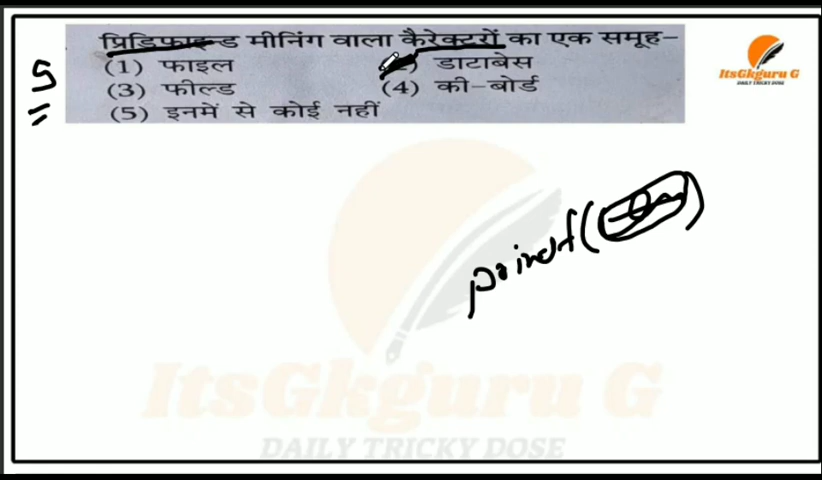 5 प्रिडिफाइन्ड मीनिंग वाला कैरेक्टरों का एक समूह–
(1) फाइल (2) डाटाबेस
(3) फील्ड (4) की–बोर्ड
(5) इनमें से कोई नहीं
ItsGkguru G
DAILY TRICKY DOSE
printf(
ItsGkguru G
DAILY TRICKY DOSE